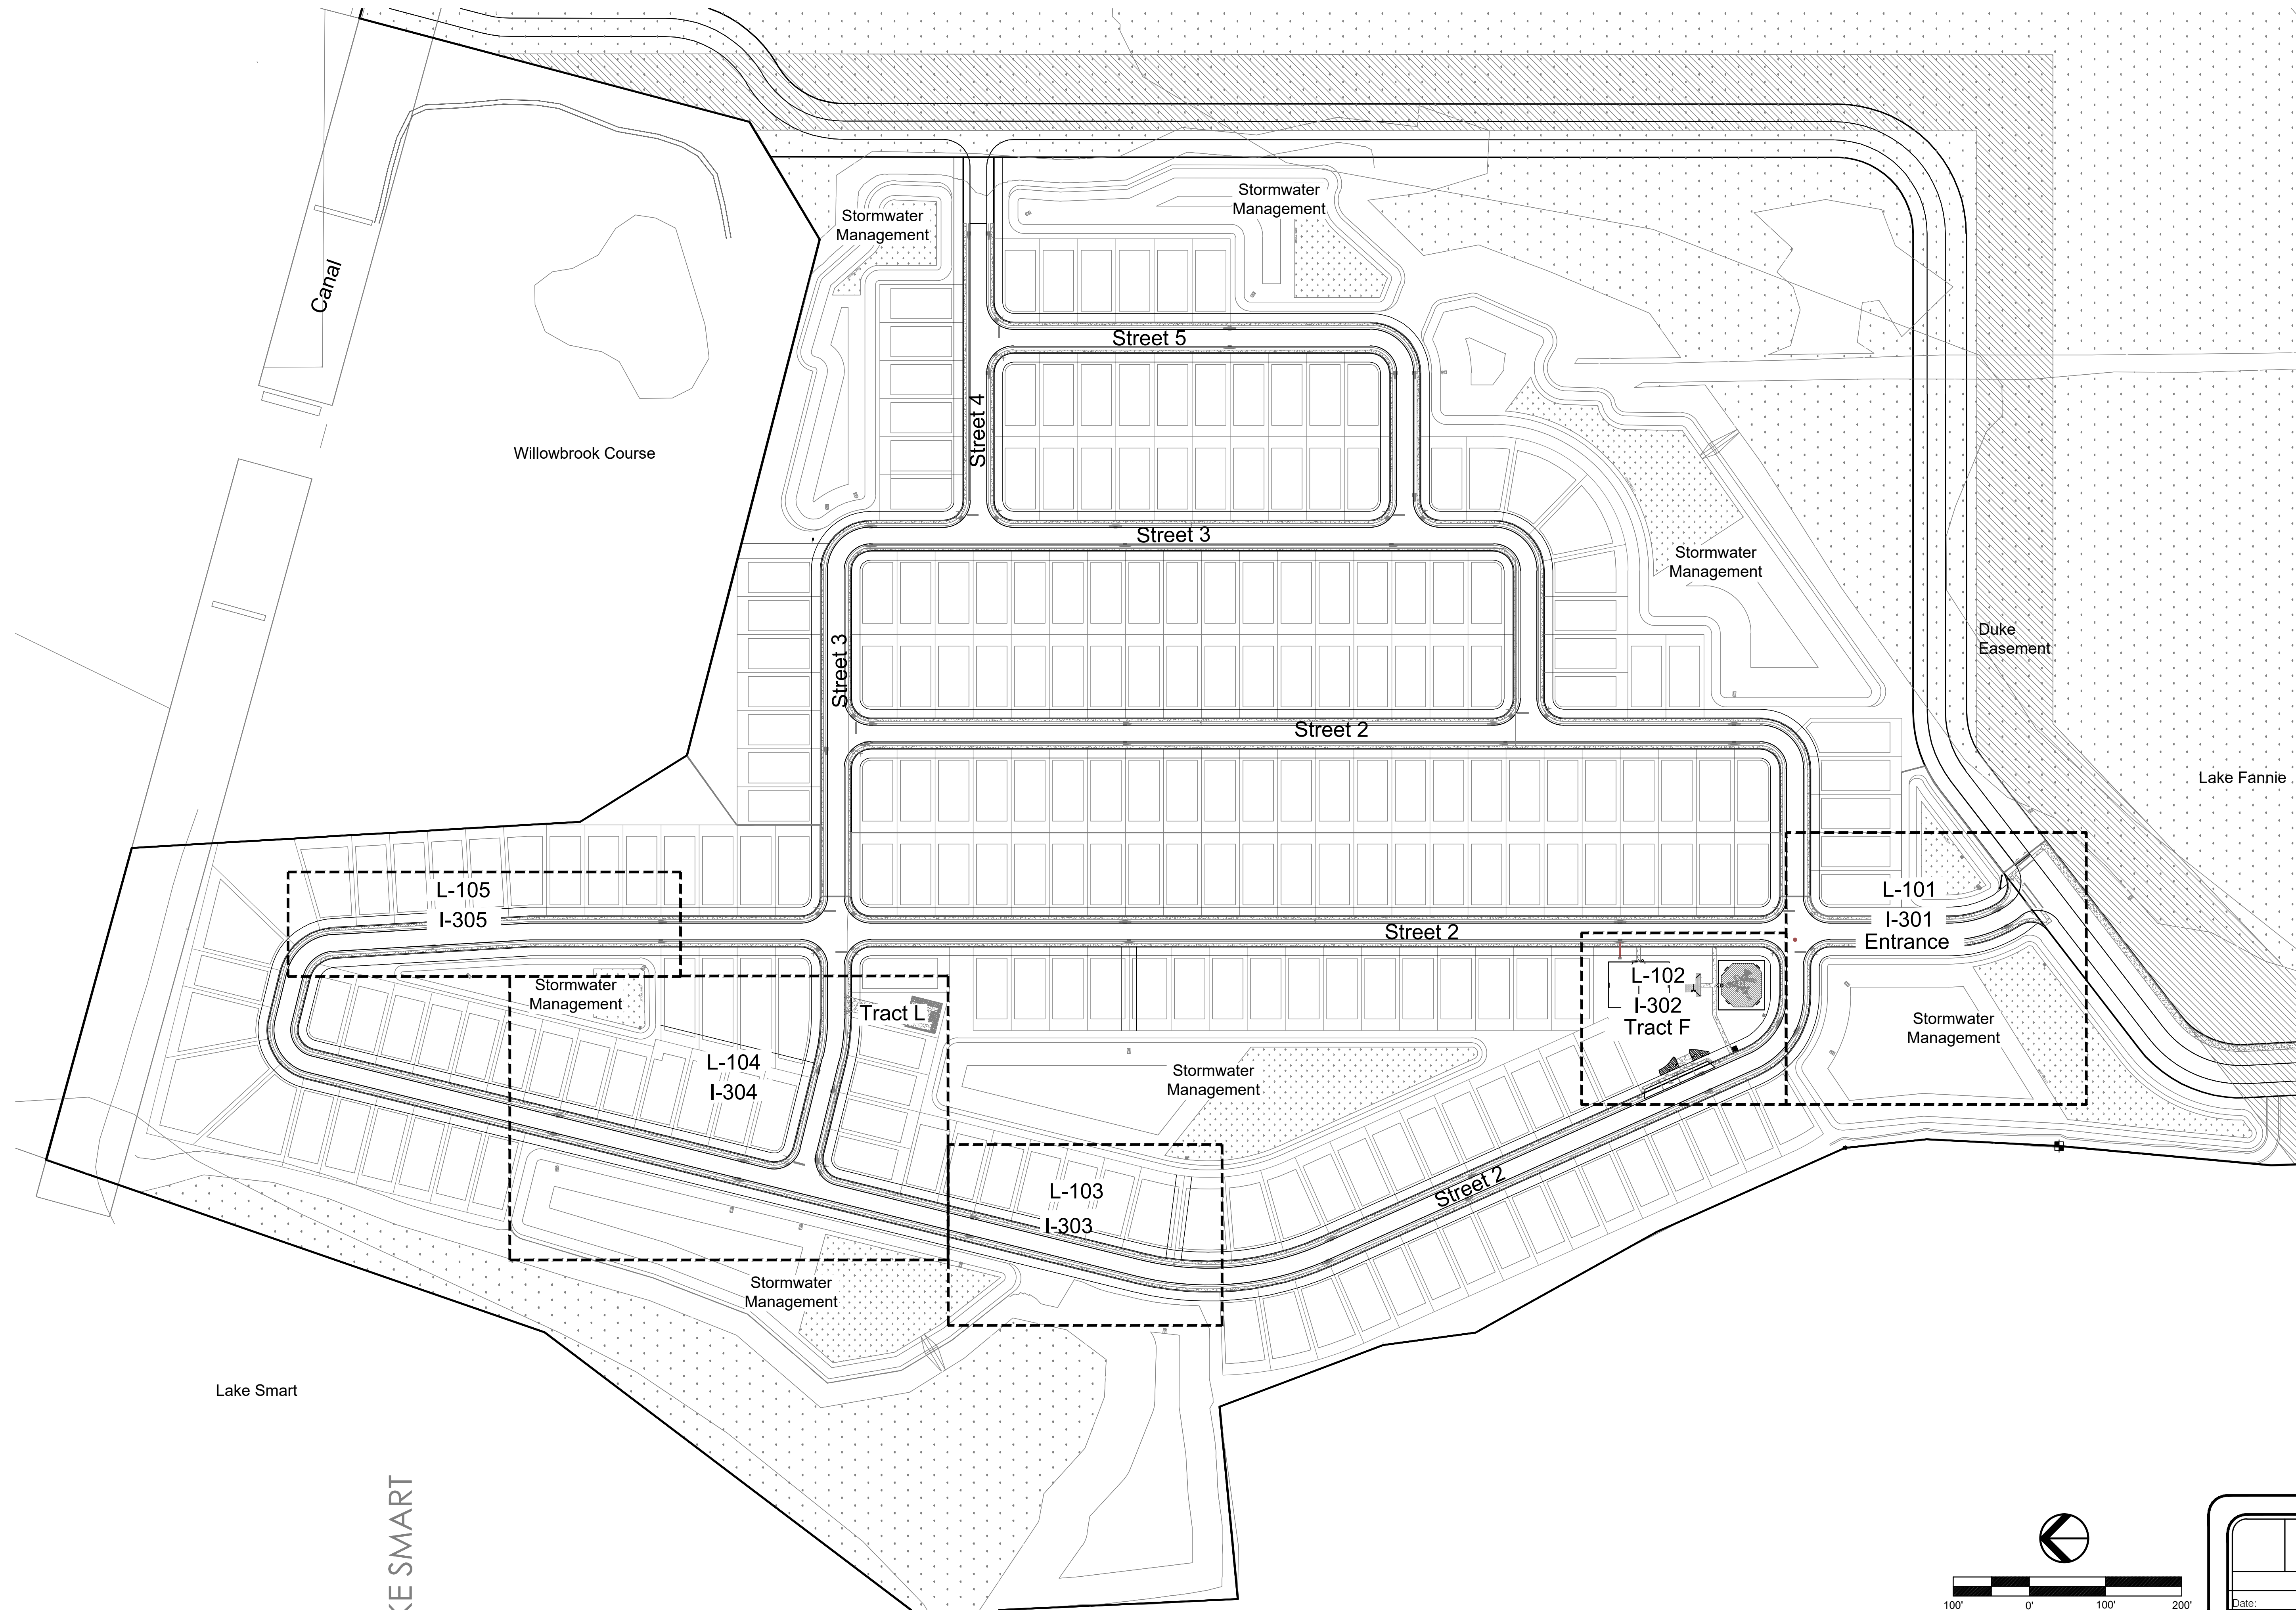 Stormwater
Management
Stormwater
Management
Canal
Street 5
Street 4
Willowbrook Course
Street 3
Stormwater
Management
Duke
Easement
Street 3
Street 2
Lake Fannie
L-105
I-305
L-101
I-301
Entrance
Street 2
Stormwater
Management
Tract L
L-102
I-302
Tract F
Stormwater
Management
L-104
I-304
Stormwater
Management
L-103
I-303
Street 2
Stormwater
Management
Lake Smart
KE SMART
100'
0'
100'
200'
Date: